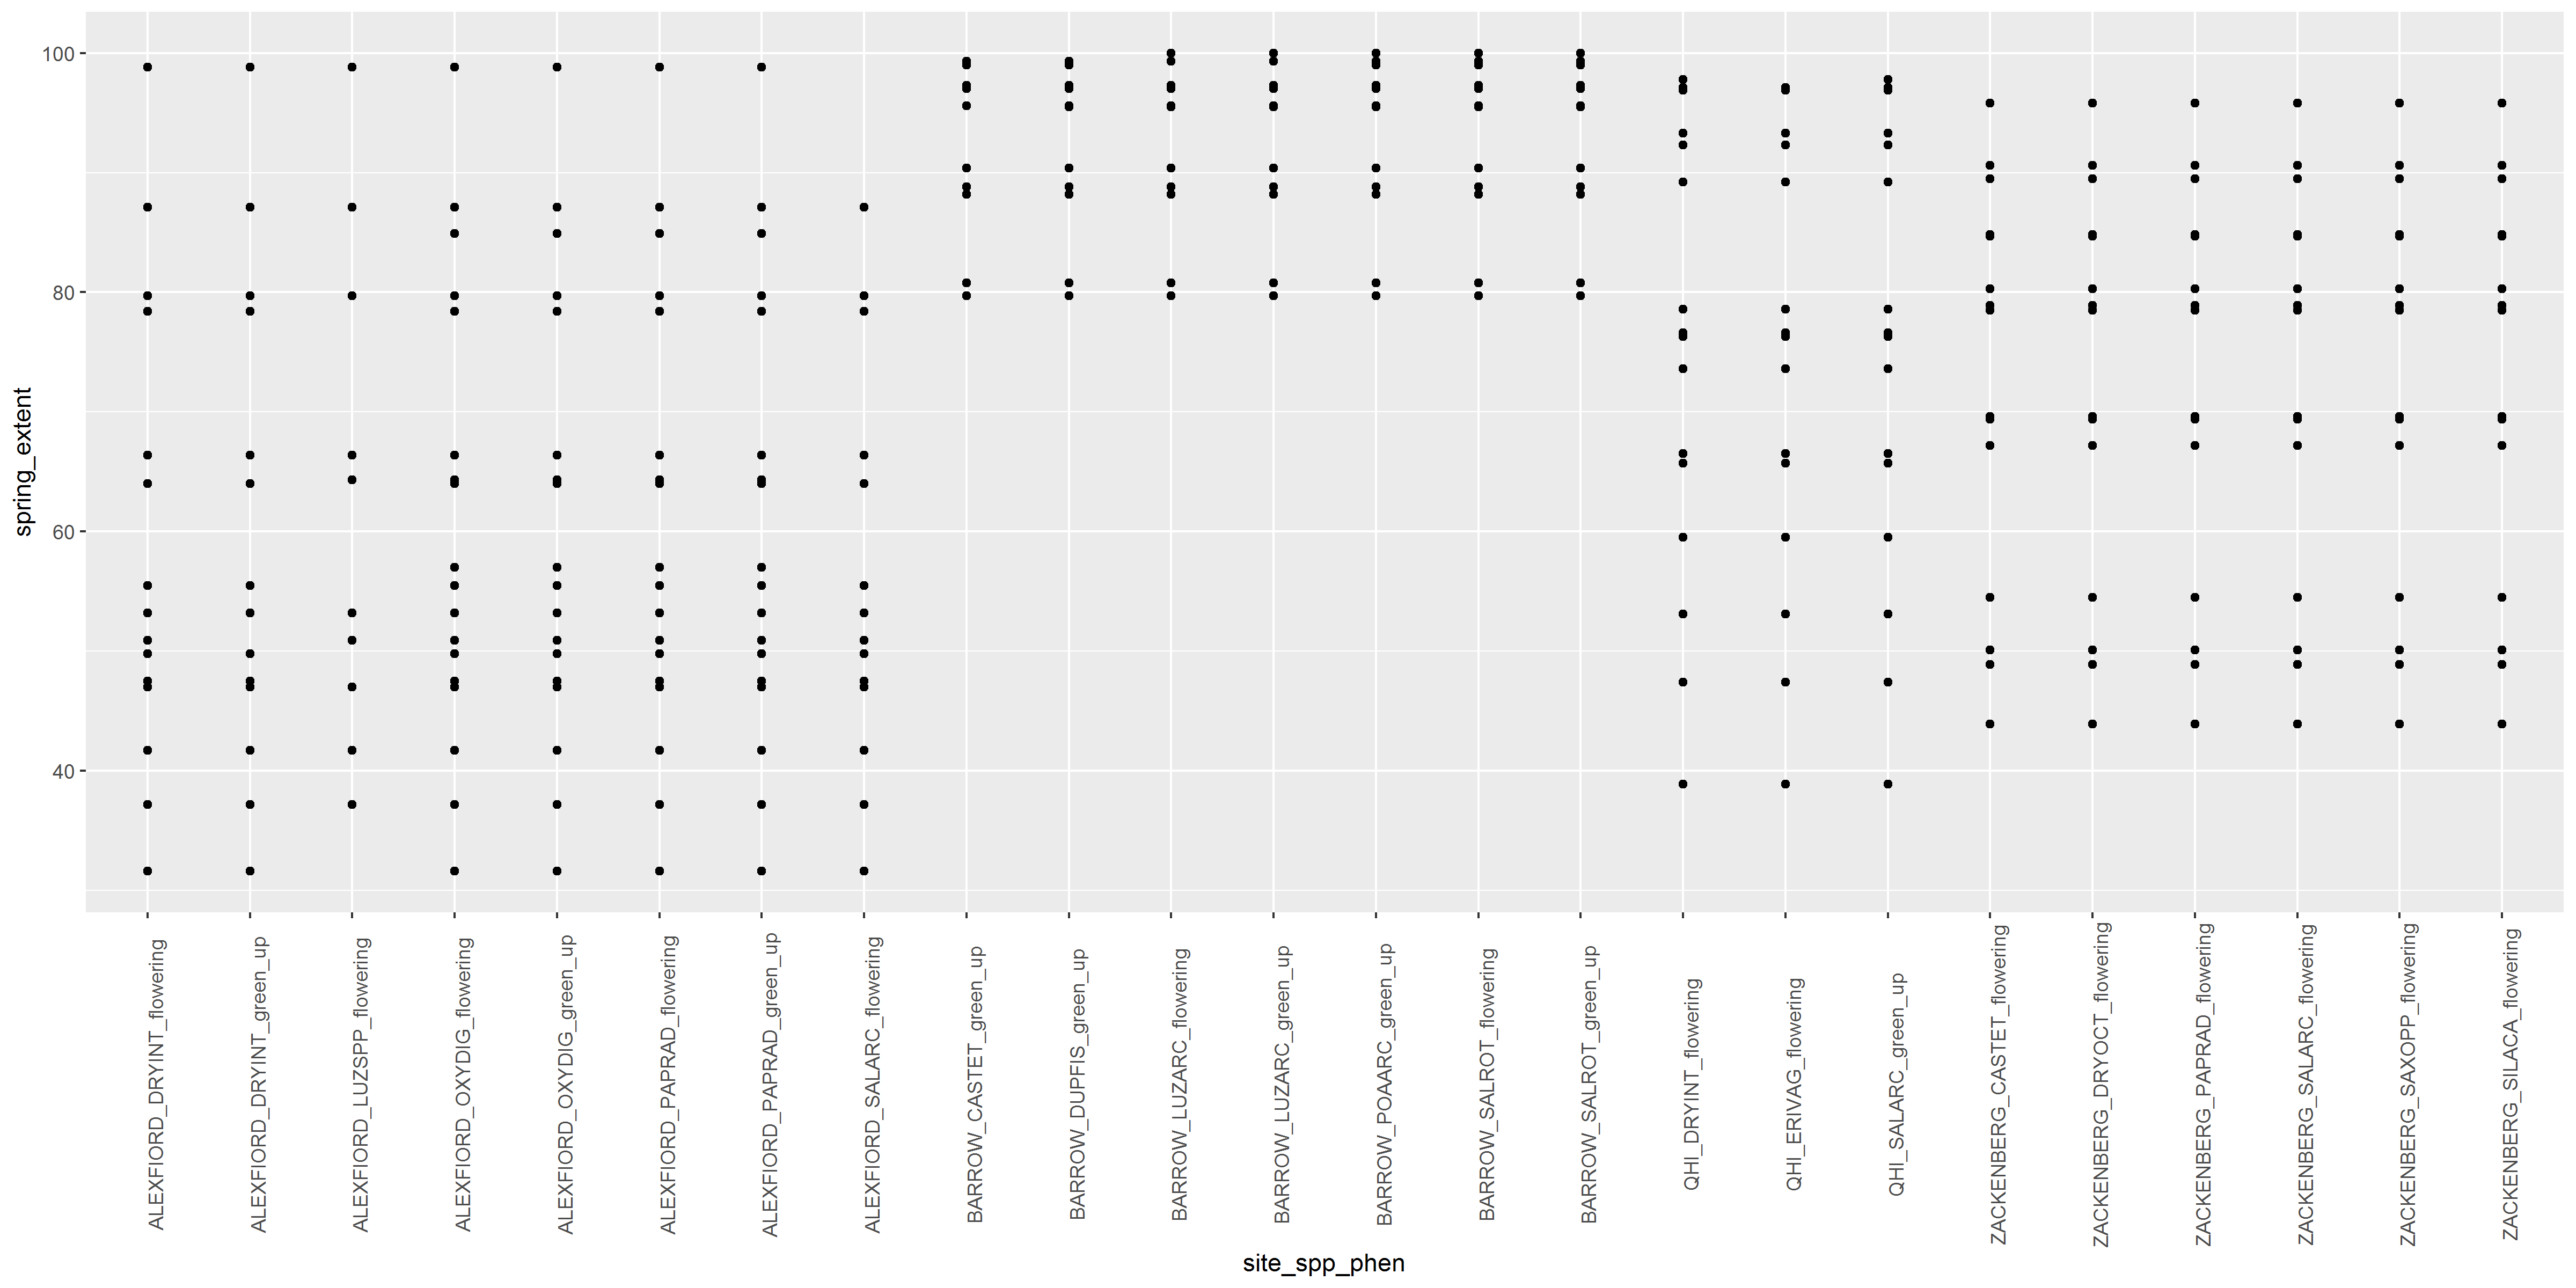 100
80
60
40
spring_extent
ALEXFIORD_DRYINT_flowering
ALEXFIORD_DRYINT_green_up
ALEXFIORD_LUZSPP_flowering
ALEXFIORD_OXYDIG_flowering
ALEXFIORD_OXYDIG_green_up
ALEXFIORD_PAPRAD_flowering
ALEXFIORD_PAPRAD_green_up
ALEXFIORD_SALARC_flowering
BARROW_CASTET_green_up
BARROW_DUPFIS_green_up
BARROW_LUZARC_flowering
BARROW_LUZARC_green_up
BARROW_POAARC_green_up
BARROW_SALROT_flowering
BARROW_SALROT_green_up
QHI_DRYINT_flowering
QHI_ERIVAG_flowering
QHI_SALARC_green_up
ZACKENBERG_CASTET_flowering
ZACKENBERG_DRYOCT_flowering
ZACKENBERG_PAPRAD_flowering
ZACKENBERG_SALARC_flowering
ZACKENBERG_SAXOPP_flowering
ZACKENBERG_SILACA_flowering
site_spp_phen